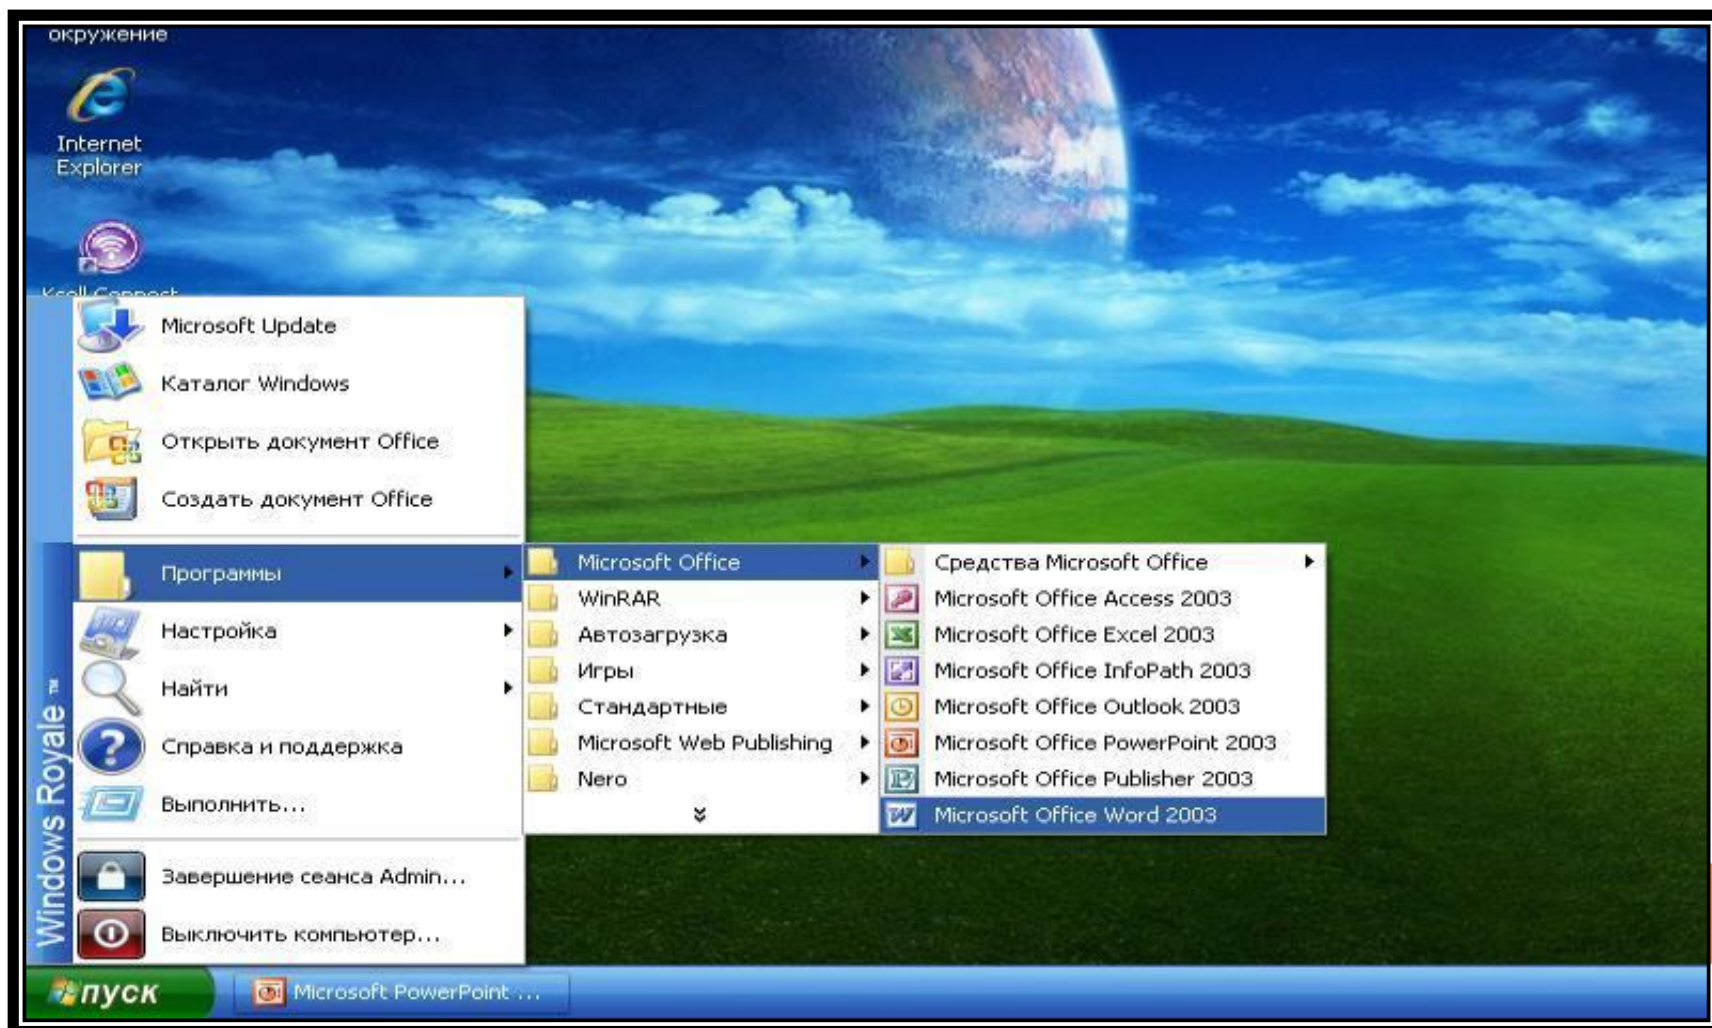 окружение
Internet
Explorer
Kcell Connect
Microsoft Update
Каталог Windows
Открыть документ Office
Создать документ Office
Программы
Настройка
Найти
Справка и поддержка
Выполнить...
Завершение сеанса Admin...
Выключить компьютер...
Windows Royale ™
Microsoft Office
WinRAR
Автозагрузка
Игры
Стандартные
Microsoft Web Publishing
Nero
Средства Microsoft Office
Microsoft Office Access 2003
Microsoft Office Excel 2003
Microsoft Office InfoPath 2003
Microsoft Office Outlook 2003
Microsoft Office PowerPoint 2003
Microsoft Office Publisher 2003
Microsoft Office Word 2003
пуск
Microsoft PowerPoint ...